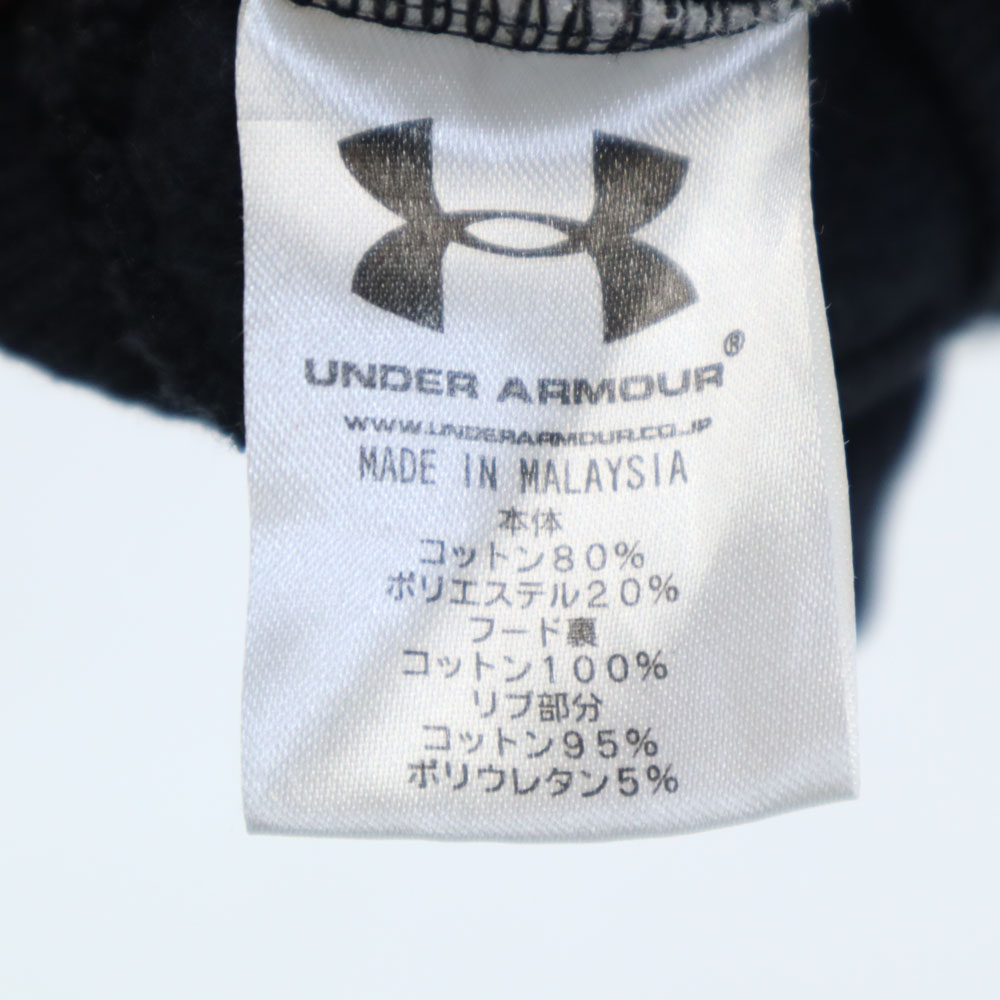 UNDER ARMOUR®
WWW.UNDERARMOUR.CO.JP
MADE IN MALAYSIA
本体
コットン80%
ポリエステル20%
フード裏
コットン100%
リブ部分
コットン95%
ポリウレタン5%